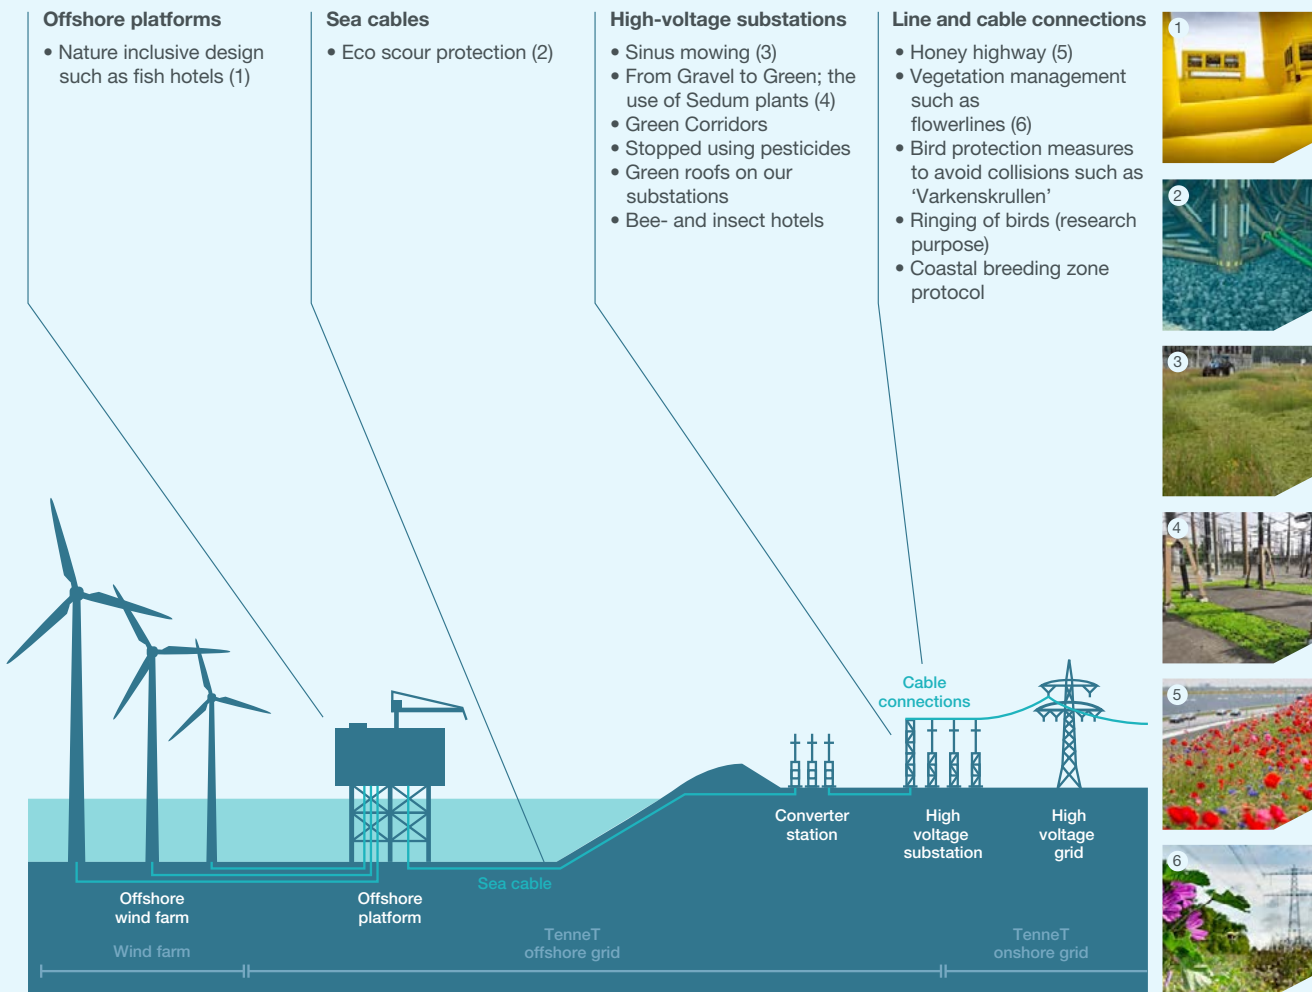 Offshore platforms
• Nature inclusive design
such as fish hotels (1)
Sea cables
• Eco scour protection (2)
High-voltage substations
• Sinus mowing (3)
• From Gravel to Green; the
use of Sedum plants (4)
• Green Corridors
• Stopped using pesticides
• Green roofs on our
substations
• Bee- and insect hotels
Line and cable connections
• Honey highway (5)
• Vegetation management
such as
flowerlines (6)
• Bird protection measures
to avoid collisions such as
‘Varkenskrullen’
• Ringing of birds (research
purpose)
• Coastal breeding zone
protocol
1
2
3
4
5
6
Cable
connections
Converter
station
High
voltage
substation
High
voltage
grid
Sea cable
Offshore
wind farm
Offshore
platform
Wind farm
TenneT
offshore grid
TenneT
onshore grid